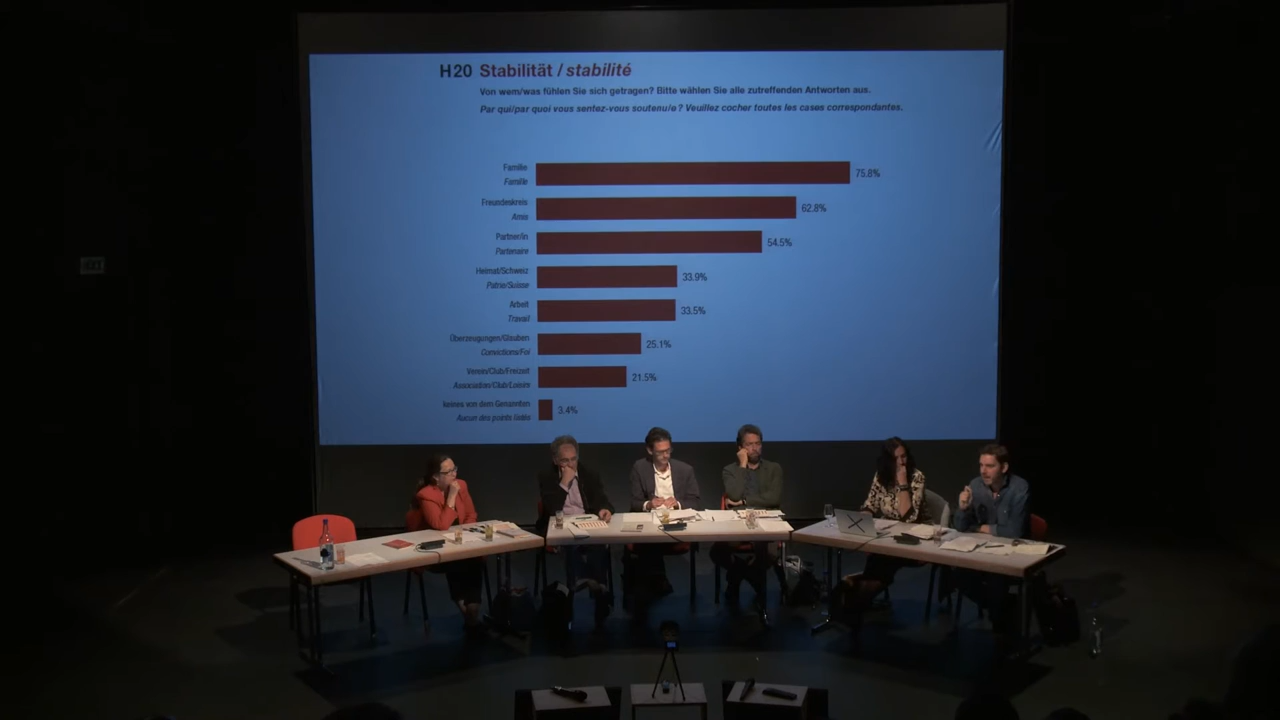 H20 Stabilität / stabilité
Von wem/was fühlen Sie sich getragen? Bitte wählen Sie alle zutreffenden Antworten aus.
Par qui/par quoi vous sentez-vous soutenu/e ? Veuillez cocher toutes les cases correspondantes.
Familie
Famille
75.8%
Freundeskreis
Amis
62.8%
Partner/in
Partenaire
54.5%
Heimat/Schweiz
Patrie/Suisse
33.9%
Arbeit
Travail
33.5%
Überzeugungen/Glauben
Convictions/Foi
25.1%
Verein/Club/Freizeit
Association/Club/Loisirs
21.5%
keines von dem Genannten
Aucun des points listés
3.4%